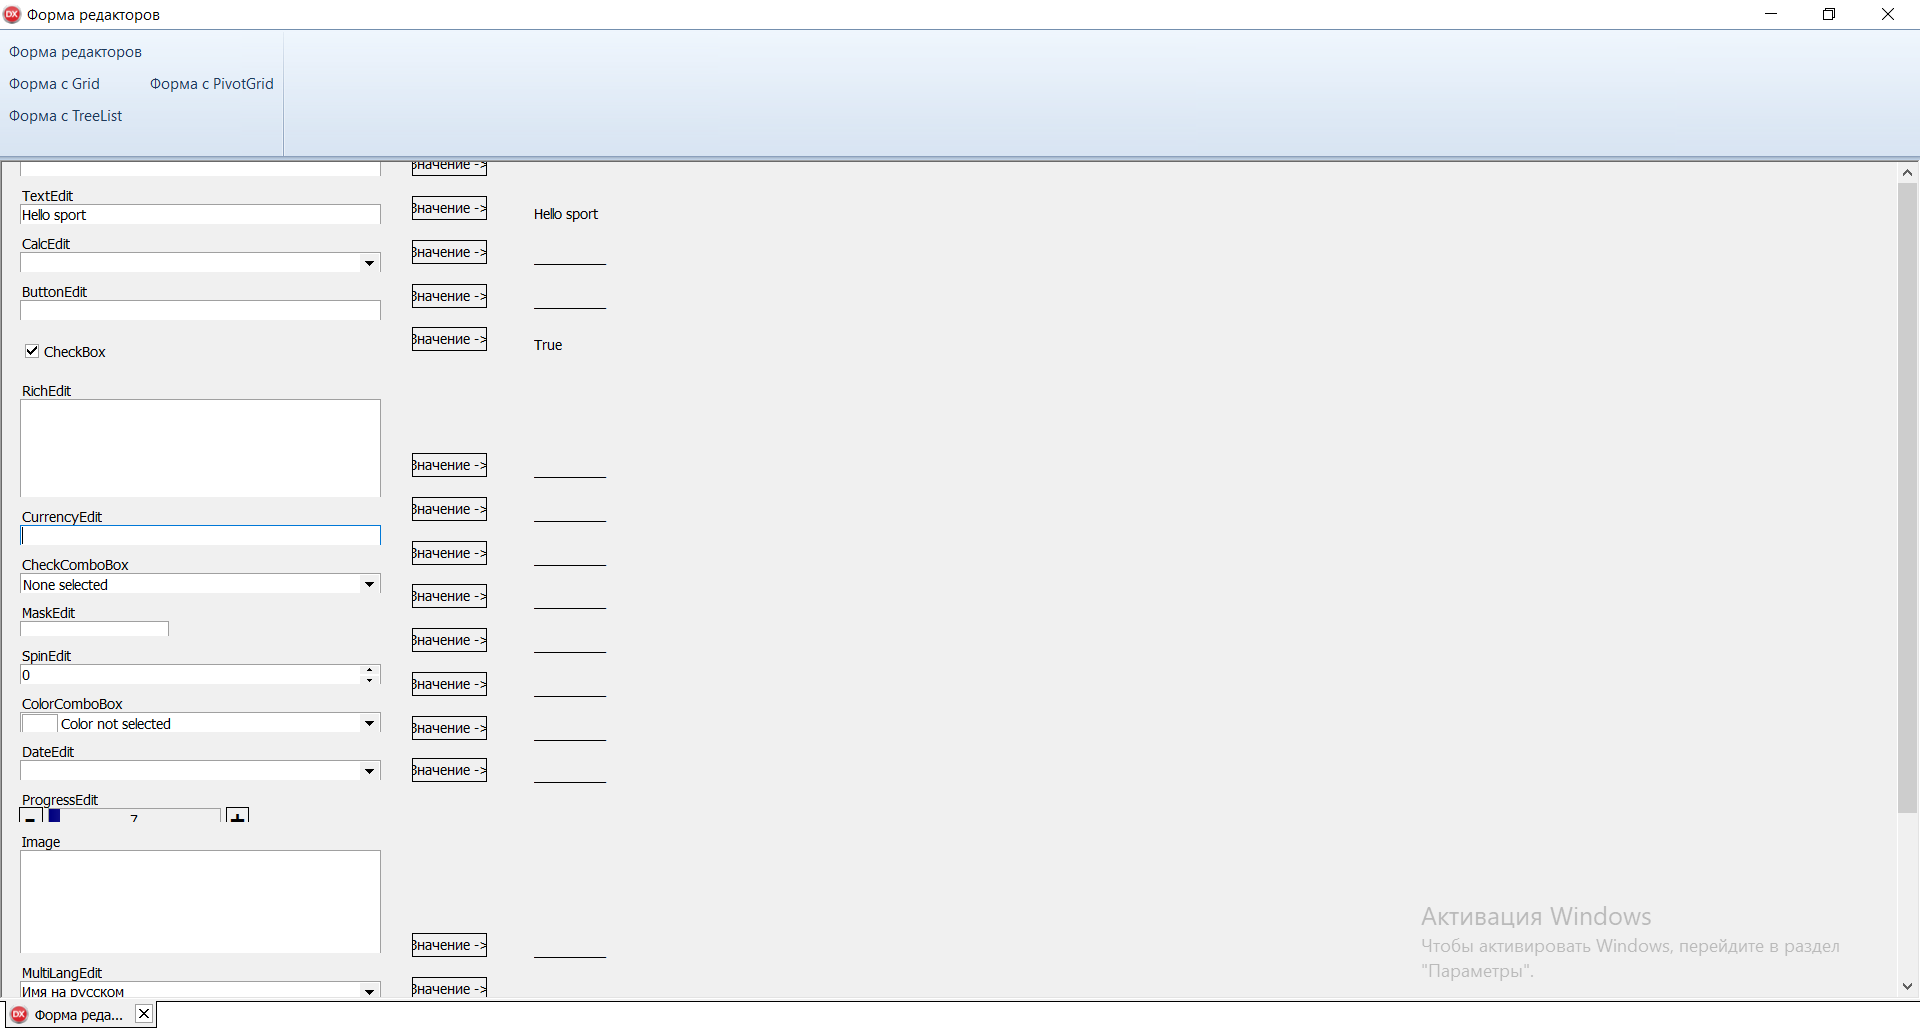 Форма редакторов
Форма редакторов
Форма с Grid
Форма с PivotGrid
Форма с TreeList
Значение ->
TextEdit
Hello sport
Значение ->
Hello sport
CalcEdit
Значение ->
ButtonEdit
Значение ->
CheckBox
Значение ->
True
RichEdit
Значение ->
CurrencyEdit
Значение ->
CheckComboBox
None selected
Значение ->
MaskEdit
Значение ->
SpinEdit
0
Значение ->
ColorComboBox
Color not selected
Значение ->
DateEdit
Значение ->
Значение ->
ProgressEdit
- 7 +
Image
Значение ->
MultiLangEdit
Имя на русском
Значение ->
Активация Windows
Чтобы активировать Windows, перейдите в раздел
"Параметры".
Форма реда...